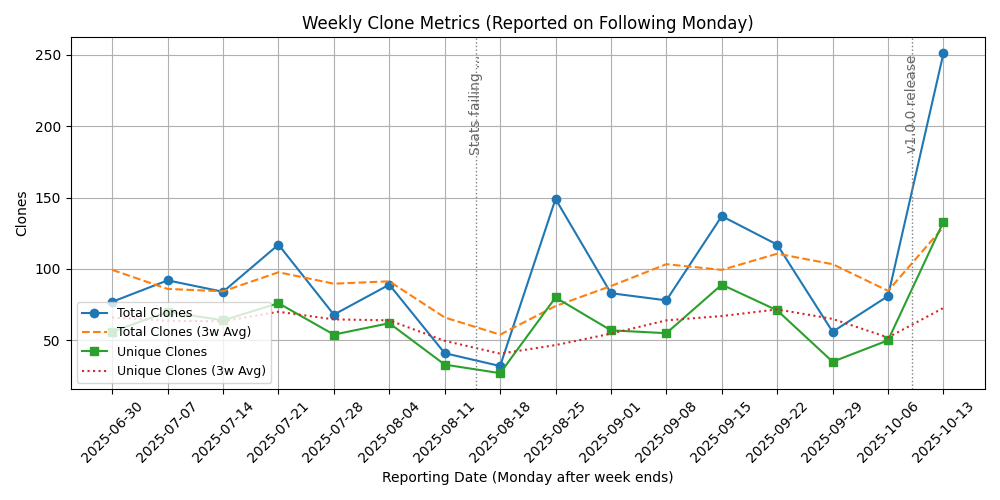 Weekly Clone Metrics (Reported on Following Monday)
Clones
250
200
150
100
50
Stats failing...
v1.0.0 release
Total Clones
Total Clones (3w Avg)
Unique Clones
Unique Clones (3w Avg)
2025-06-30
2025-07-07
2025-07-14
2025-07-21
2025-07-28
2025-08-04
2025-08-11
2025-08-18
2025-08-25
2025-09-01
2025-09-08
2025-09-15
2025-09-22
2025-09-29
2025-10-06
2025-10-13
Reporting Date (Monday after week ends)